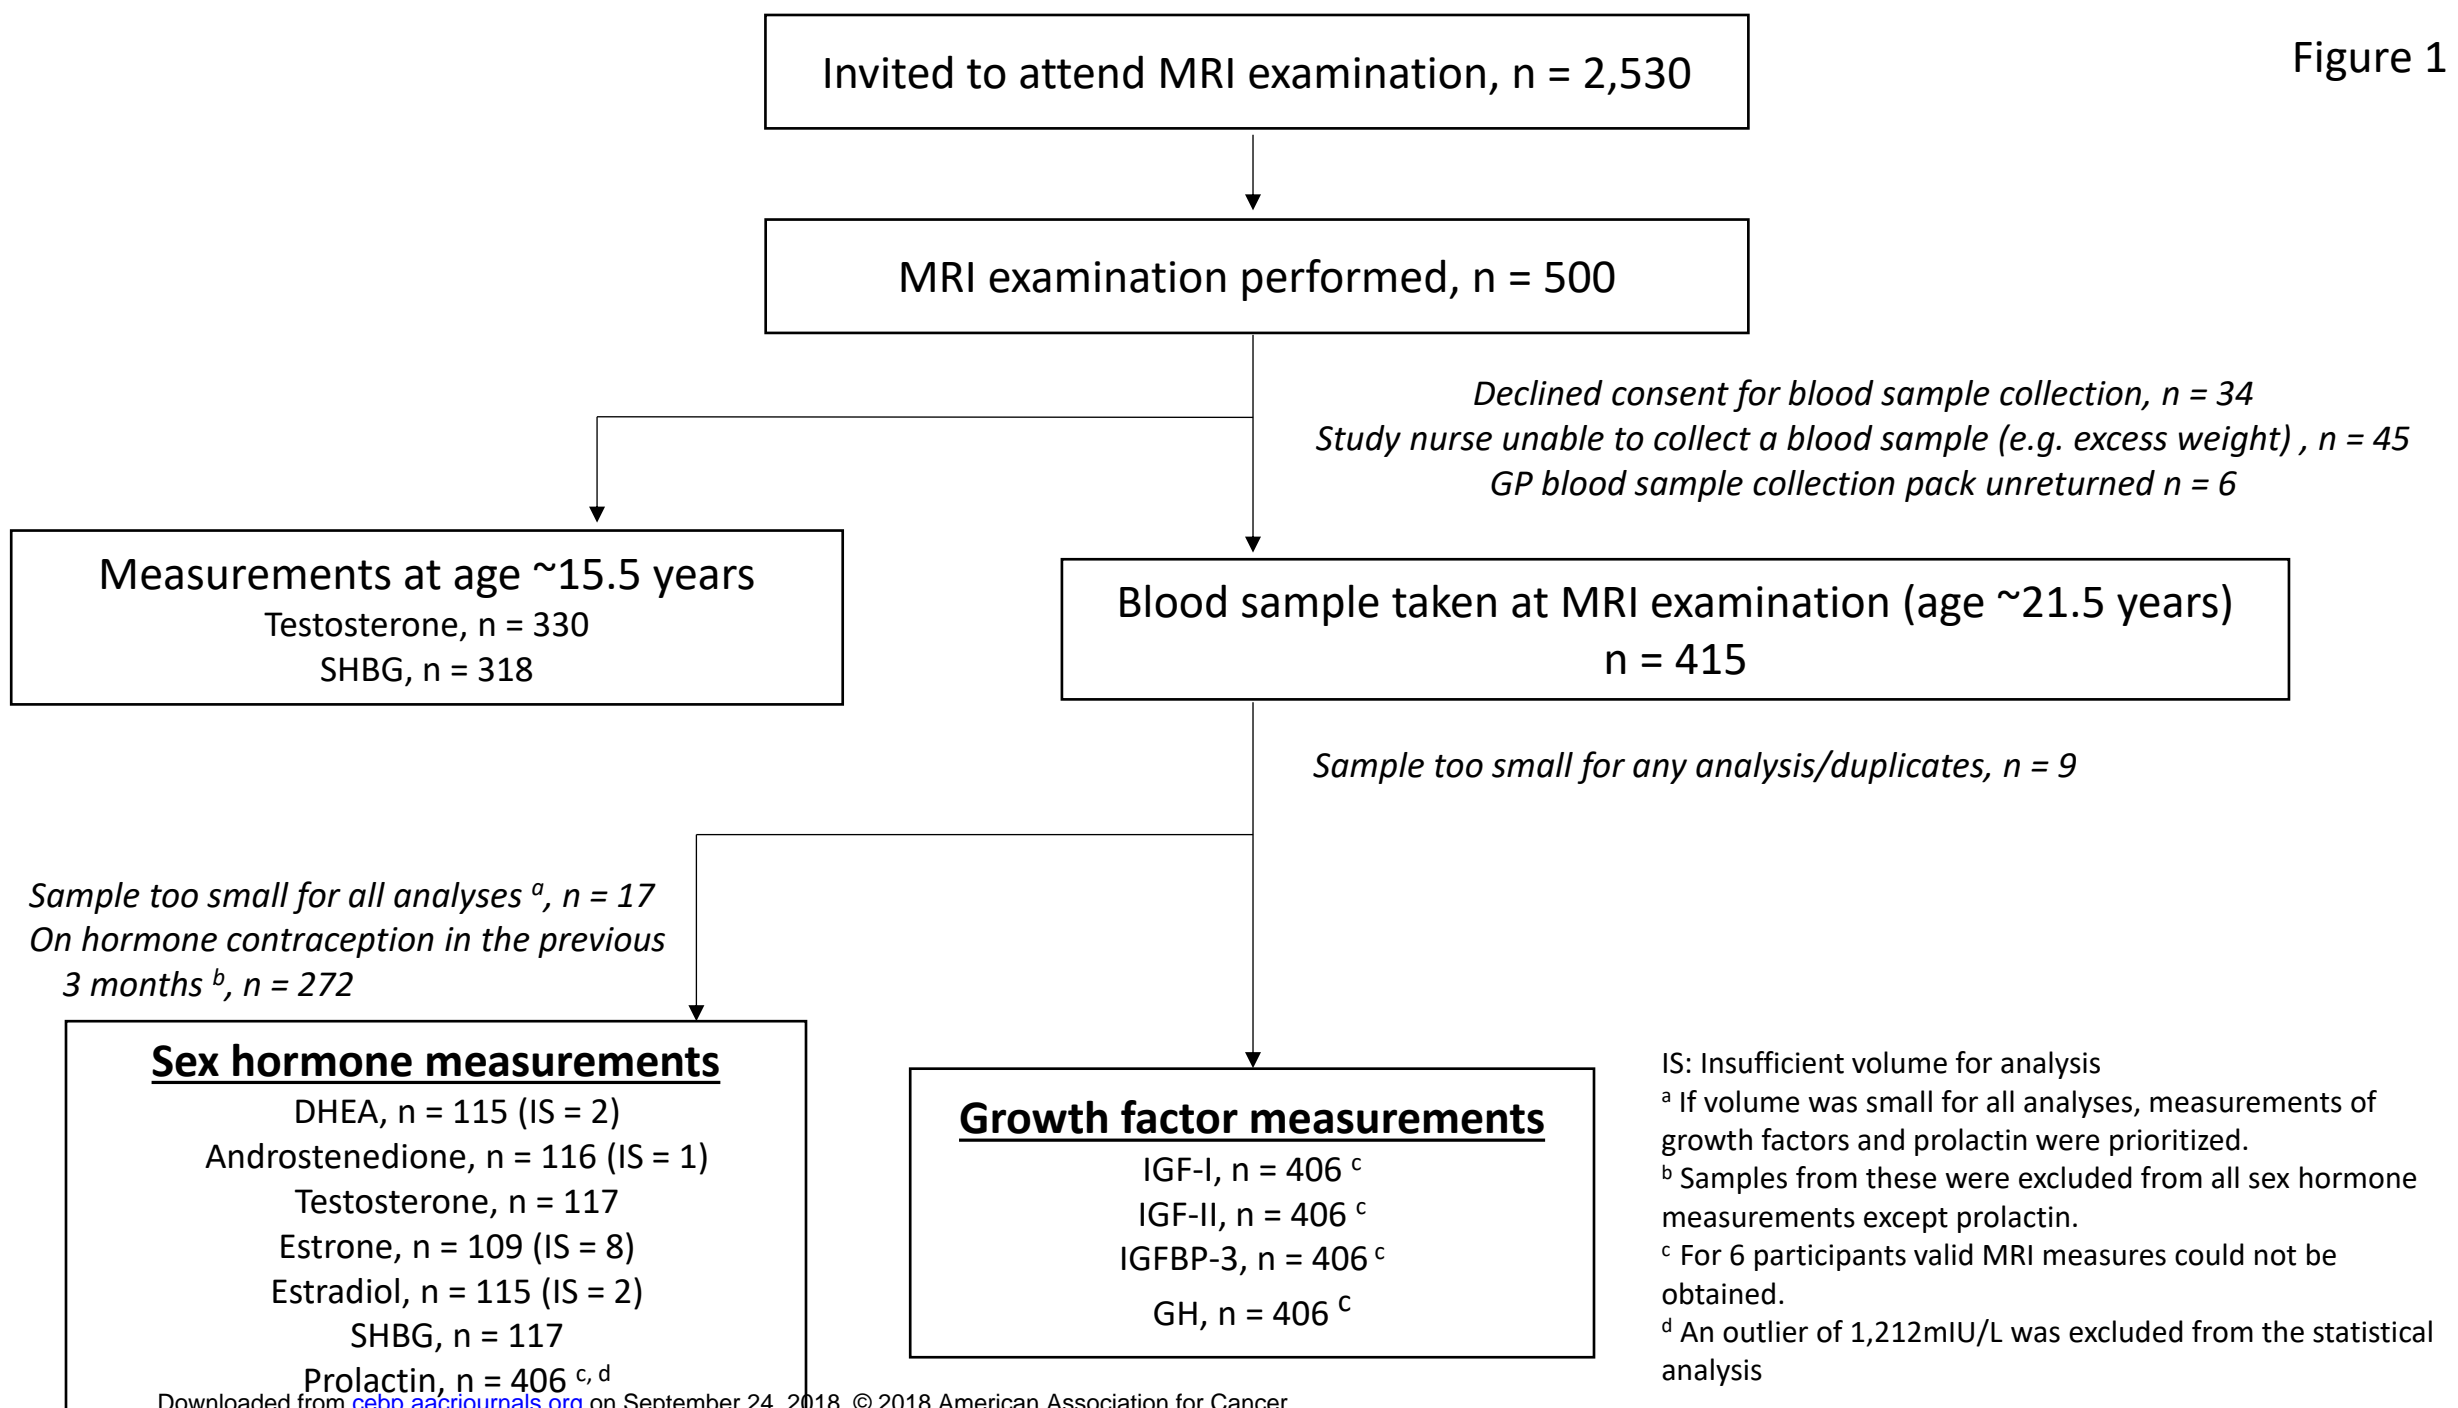 Figure 1
Invited to attend MRI examination, n = 2,530
MRI examination performed, n = 500
Declined consent for blood sample collection, n = 34
Study nurse unable to collect a blood sample (e.g. excess weight) , n = 45
GP blood sample collection pack unreturned n = 6
Measurements at age ~15.5 years
Testosterone, n = 330
SHBG, n = 318
Blood sample taken at MRI examination (age ~21.5 years)
n = 415
Sample too small for any analysis/duplicates, n = 9
Sample too small for all analyses a, n = 17
On hormone contraception in the previous
3 months b, n = 272
Sex hormone measurements
DHEA, n = 115 (IS = 2)
Androstenedione, n = 116 (IS = 1)
Testosterone, n = 117
Estrone, n = 109 (IS = 8)
Estradiol, n = 115 (IS = 2)
SHBG, n = 117
Prolactin, n = 406 c, d
Growth factor measurements
IGF-I, n = 406 c
IGF-II, n = 406 c
IGFBP-3, n = 406 c
GH, n = 406 c
IS: Insufficient volume for analysis
a If volume was small for all analyses, measurements of
growth factors and prolactin were prioritized.
b Samples from these were excluded from all sex hormone
measurements except prolactin.
c For 6 participants valid MRI measures could not be
obtained.
d An outlier of 1,212mIU/L was excluded from the statistical
analysis
Downloaded from cebp.aacrjournals.org on September 24, 2018. © 2018 American Association for Cancer